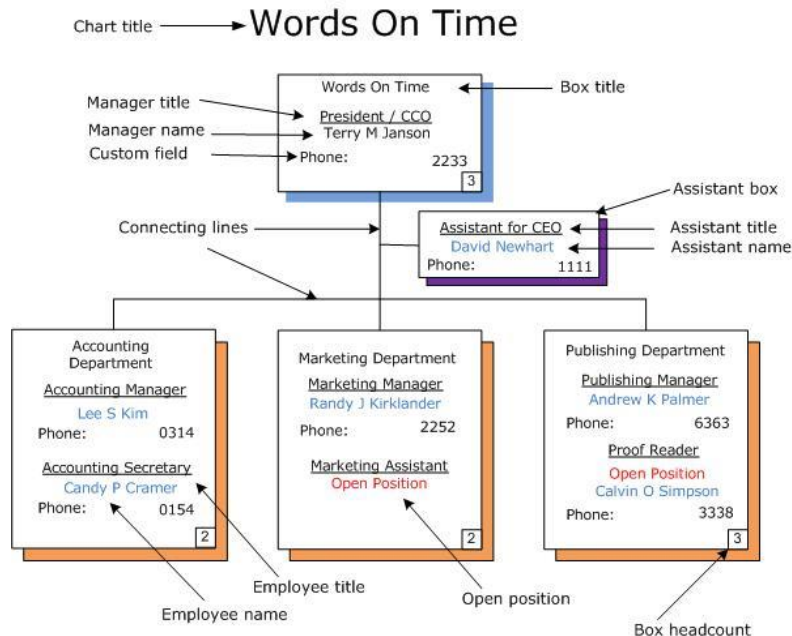 Chart title
Words On Time
Words On Time
Box title
Manager title
President / CCO
Manager name
Terry M Janson
Custom field
Phone: 2233
3
Assistant box
Connecting lines
Assistant for CEO
Assistant title
David Newhart
Assistant name
Phone: 1111
Accounting
Department
Accounting Manager
Lee S Kim
Phone: 0314
Accounting Secretary
Candy P Cramer
Phone: 0154
2
Marketing Department
Marketing Manager
Randy J Kirklander
Phone: 2252
Marketing Assistant
Open Position
2
Publishing Department
Publishing Manager
Andrew K Palmer
Phone: 6363
Proof Reader
Open Position
Calvin O Simpson
Phone: 3338
3
Employee title
Employee name
Open position
Box headcount